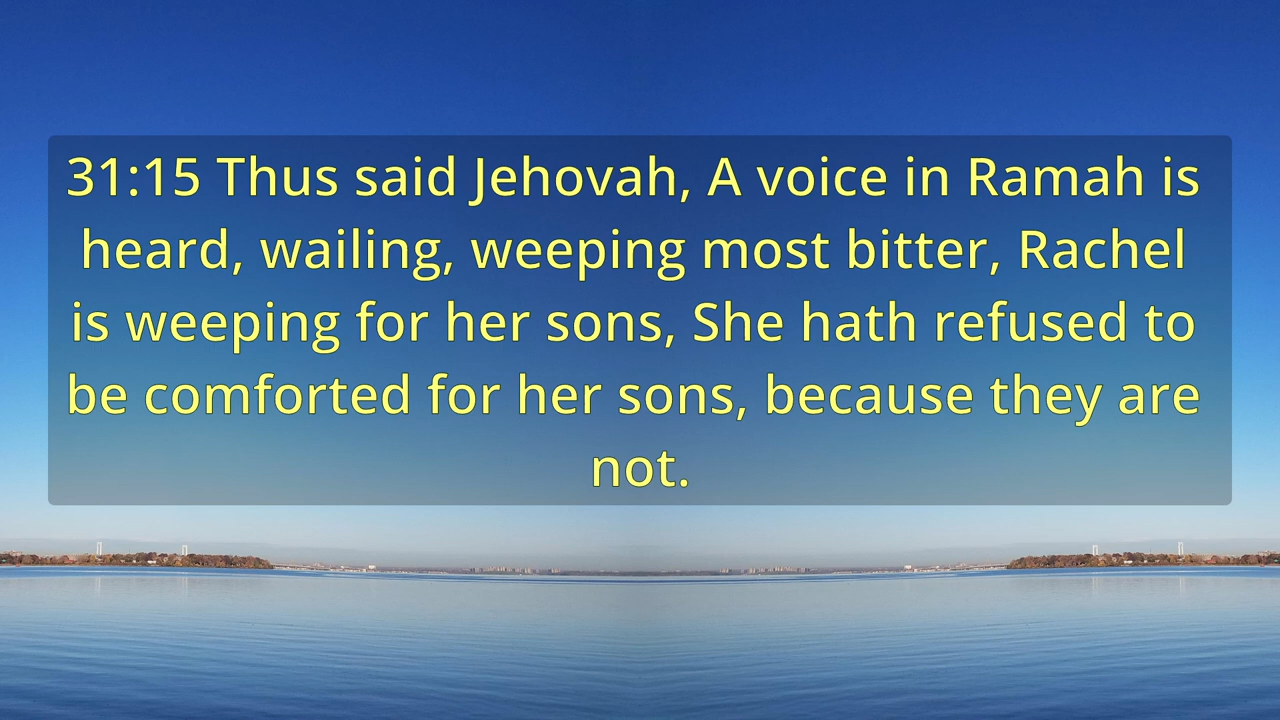 31:15 Thus said Jehovah, A voice in Ramah is
heard, wailing, weeping most bitter, Rachel
is weeping for her sons, She hath refused to
be comforted for her sons, because they are
not.